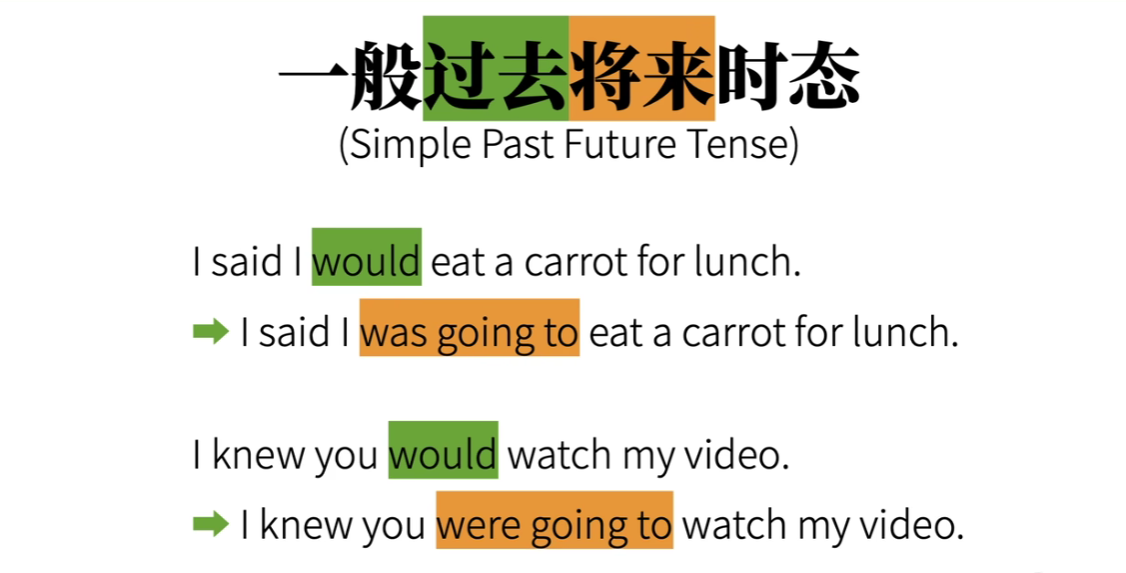 一般过去将来时态
(Simple Past Future Tense)
I said I would eat a carrot for lunch.
➡ I said I was going to eat a carrot for lunch.
I knew you would watch my video.
➡ I knew you were going to watch my video.